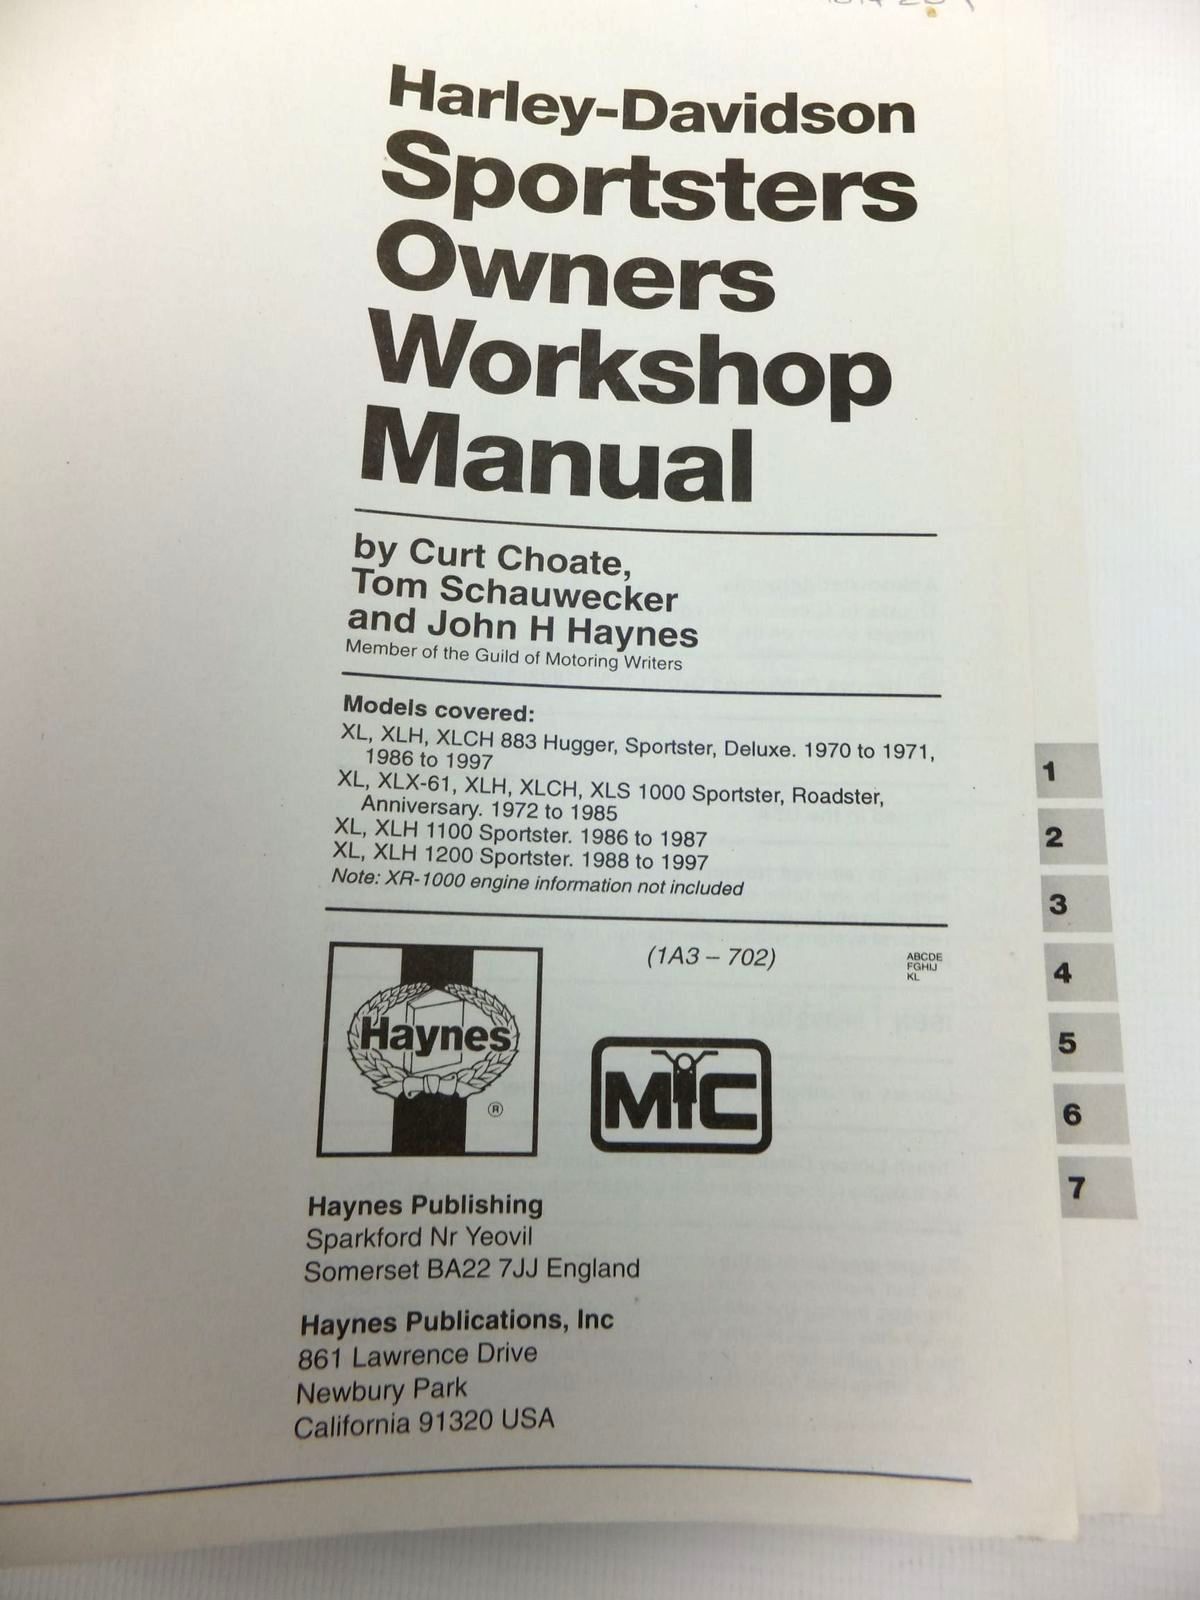 Harley-Davidson
Sportsters
Owners
Workshop
Manual
by Curt Choate,
Tom Schauwecker
and John H Haynes
Member of the Guild of Motoring Writers
Models covered:
XL, XLH, XLCH 883 Hugger, Sportster, Deluxe. 1970 to 1971,
1986 to 1997
XL, XLX-61, XLH, XLCH, XLS 1000 Sportster, Roadster,
Anniversary. 1972 to 1985
XL, XLH 1100 Sportster. 1986 to 1987
XL, XLH 1200 Sportster. 1988 to 1997
Note: XR-1000 engine information not included
(1A3 – 702)
ABCDE
FGHIJ
KL
Haynes
®
MIC
Haynes Publishing
Sparkford Nr Yeovil
Somerset BA22 7JJ England
Haynes Publications, Inc
861 Lawrence Drive
Newbury Park
California 91320 USA
1
2
3
4
5
6
7